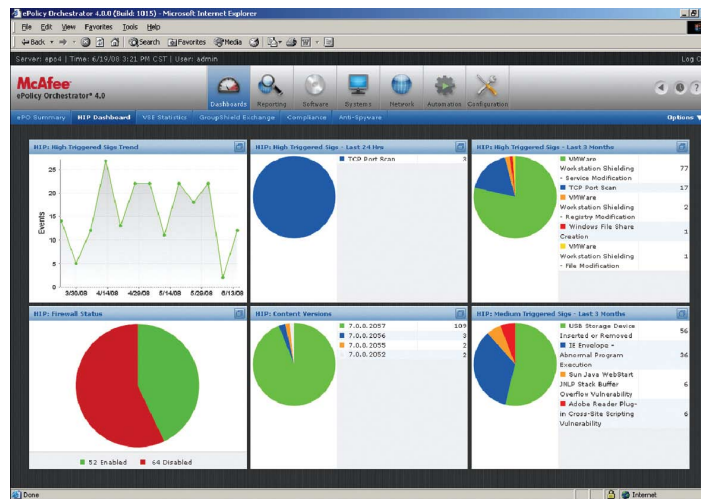 ePolicy Orchestrator 4.0.0 (Build: 1015) - Microsoft Internet Explorer
File Edit View Favorites Tools Help
Back Search Favorites Media
Server: epo4 | Time: 6/19/08 3:21 PM CST | User: admin
Log O
McAfee
ePolicy Orchestrator® 4.0
Dashboards Reporting Software Systems Network Automation Configuration
ePO Summary HIP Dashboard VSE Statistics GroupShield Exchange Compliance Anti-Spyware Options
HIP: High Triggered Sigs Trend
Events
25
20
15
10
5
0
3/30/08 4/14/08 4/29/08 5/14/08 5/29/08 6/13/08
HIP: High Triggered Sigs - Last 24 Hrs
TCP Port Scan 3
HIP: High Triggered Sigs - Last 3 Months
VMWare
Workstation Shielding 77
- Service Modification
TCP Port Scan 17
VMWare
Workstation Shielding 2
- Registry Modification
Windows File Share 1
Creation
VMWare
Workstation Shielding 1
- File Modification
HIP: Firewall Status
52 Enabled 64 Disabled
HIP: Content Versions
7.0.0.2057 109
7.0.0.2056 3
7.0.0.2055 2
7.0.0.2052 2
HIP: Medium Triggered Sigs - Last 3 Months
USB Storage Device 56
Inserted or Removed
IE Envelope -
Abnormal Program 36
Execution
Sun Java WebStart
JNLP Stack Buffer 6
Overflow Vulnerability
Adobe Reader Plug-
in Cross-Site Scripting 6
Vulnerability
Done
Internet